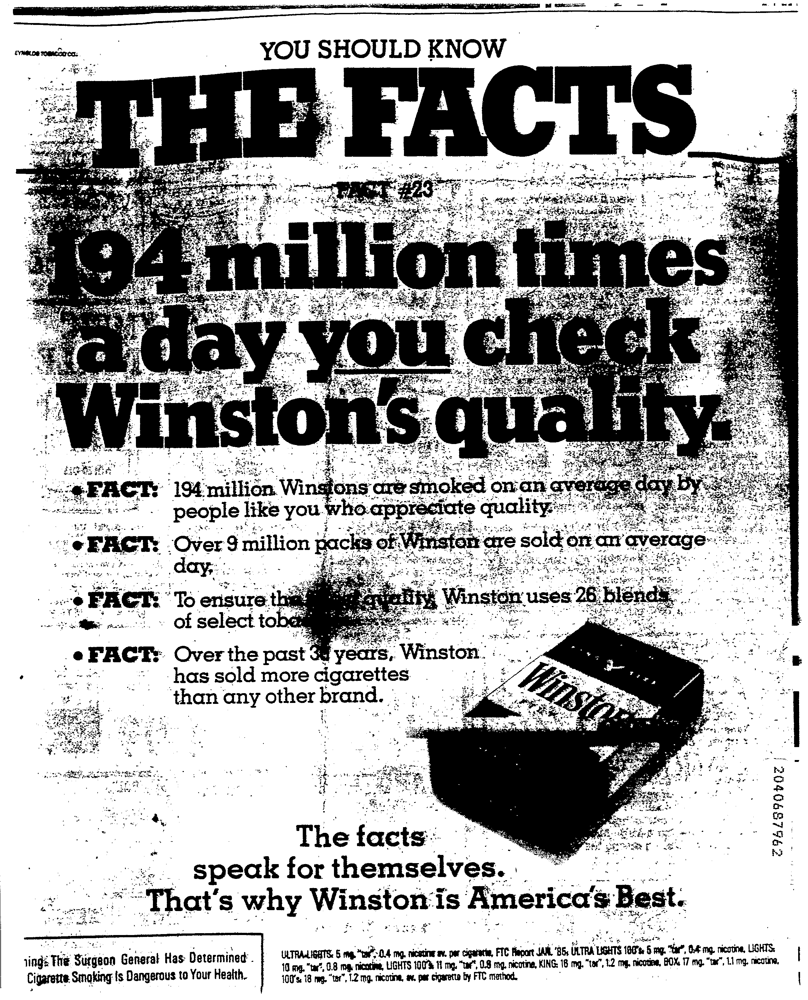 YNOLDS TOBACCO CO.
YOU SHOULD KNOW
THE FACTS
FACT #23
194 million times
a day you check
Winston's quality.
• FACT: 194 million Winstons are smoked on an average day by
people like you who appreciate quality.
• FACT: Over 9 million packs of Winston are sold on an average
day.
• FACT: To ensure the quality, Winston uses 26 blends
of select toba
• FACT: Over the past years, Winston
has sold more cigarettes
than any other brand.
Winston
The facts
speak for themselves.
That's why Winston is America's Best.
2040687962
ing: The Surgeon General Has Determined
Cigarette Smoking Is Dangerous to Your Health.
ULTRA-LIGHTS: 5 mg. "tar", 0.4 mg. nicotine av. per cigarette, FTC Report JAN. '85; ULTRA LIGHTS 100's: 5 mg. "tar", 0.4 mg. nicotine, LIGHTS:
10 mg. "tar", 0.8 mg. nicotine, LIGHTS 100's: 11 mg. "tar", 0.8 mg. nicotine, KING: 16 mg. "tar", 1.2 mg. nicotine, BOX: 17 mg. "tar", 1.1 mg. nicotine,
100's: 18 mg. "tar", 1.2 mg. nicotine, av. per cigarette by FTC method.